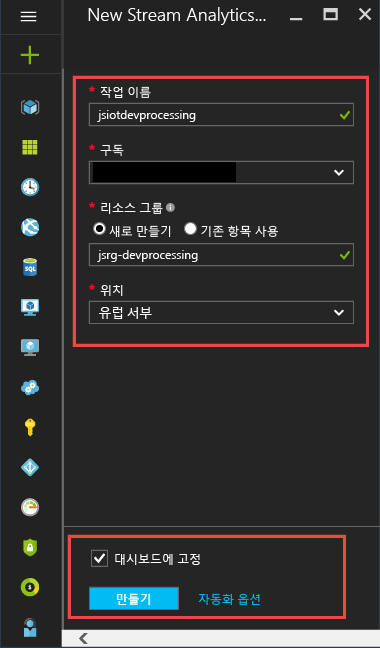 New Stream Analytics...
* 작업 이름
jsiotdevprocessing
* 구독
* 리소스 그룹
새로 만들기 기존 항목 사용
jsrg-devprocessing
* 위치
유럽 서부
대시보드에 고정
만들기 자동화 옵션